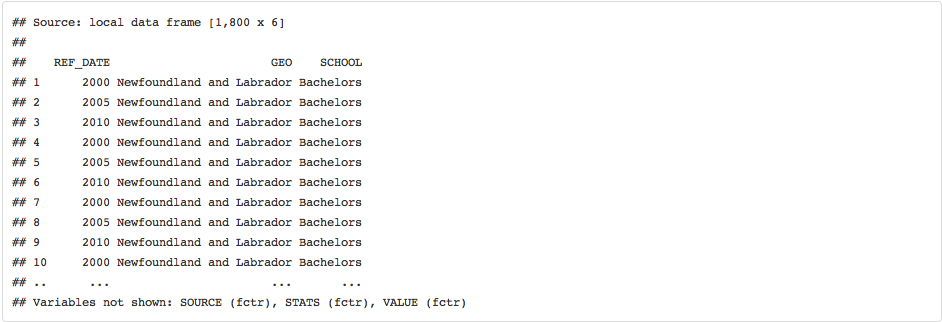 ## Source: local data frame [1,800 x 6]
##
##    REF_DATE                       GEO    SCHOOL
## 1      2000 Newfoundland and Labrador Bachelors
## 2      2005 Newfoundland and Labrador Bachelors
## 3      2010 Newfoundland and Labrador Bachelors
## 4      2000 Newfoundland and Labrador Bachelors
## 5      2005 Newfoundland and Labrador Bachelors
## 6      2010 Newfoundland and Labrador Bachelors
## 7      2000 Newfoundland and Labrador Bachelors
## 8      2005 Newfoundland and Labrador Bachelors
## 9      2010 Newfoundland and Labrador Bachelors
## 10     2000 Newfoundland and Labrador Bachelors
## ..      ...                       ...       ...
## Variables not shown: SOURCE (fctr), STATS (fctr), VALUE (fctr)